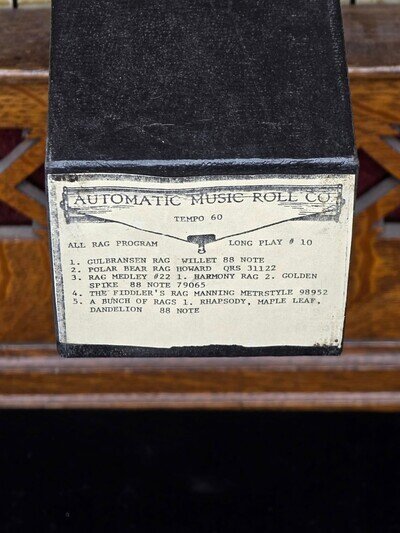 AUTOMATIC MUSIC ROLL CO
TEMPO 60
ALL RAG PROGRAM LONG PLAY # 10
1. GULBRANSEN RAG WILLET 88 NOTE
2. POLAR BEAR RAG HOWARD QRS 31122
3. RAG MEDLEY #22 1. HARMONY RAG 2. GOLDEN
SPIKE 88 NOTE 79065
4. THE FIDDLER'S RAG MANNING METRSTYLE 98952
5. A BUNCH OF RAGS 1. RHAPSODY, MAPLE LEAF,
DANDELION 88 NOTE